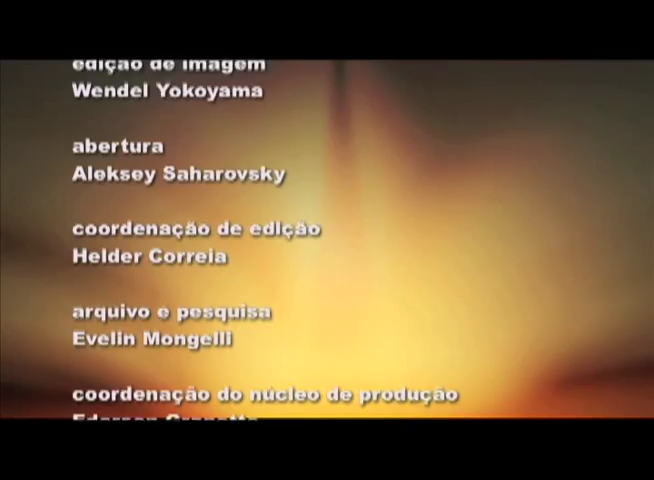 edição de imagem
Wendel Yokoyama
abertura
Aleksey Saharovsky
coordenação de edição
Helder Correia
arquivo e pesquisa
Evelin Mongelli
coordenação do núcleo de produção